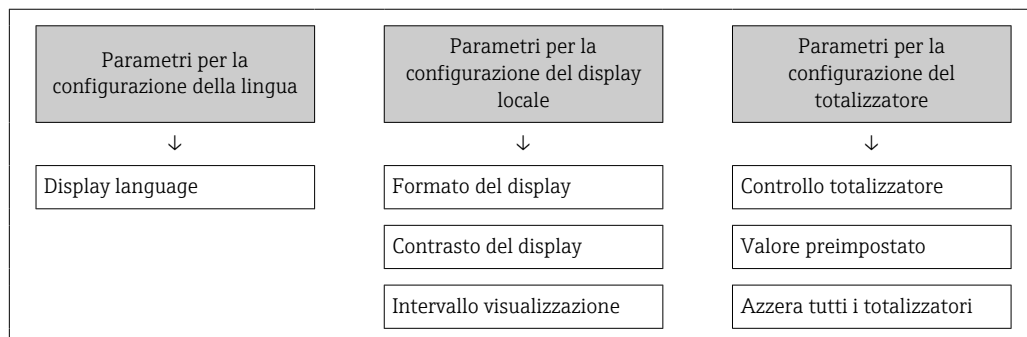 Parametri per la
configurazione della lingua
↓
Display language
Parametri per la
configurazione del display
locale
↓
Formato del display
Contrasto del display
Intervallo visualizzazione
Parametri per la
configurazione del
totalizzatore
↓
Controllo totalizzatore
Valore preimpostato
Azzera tutti i totalizzatori